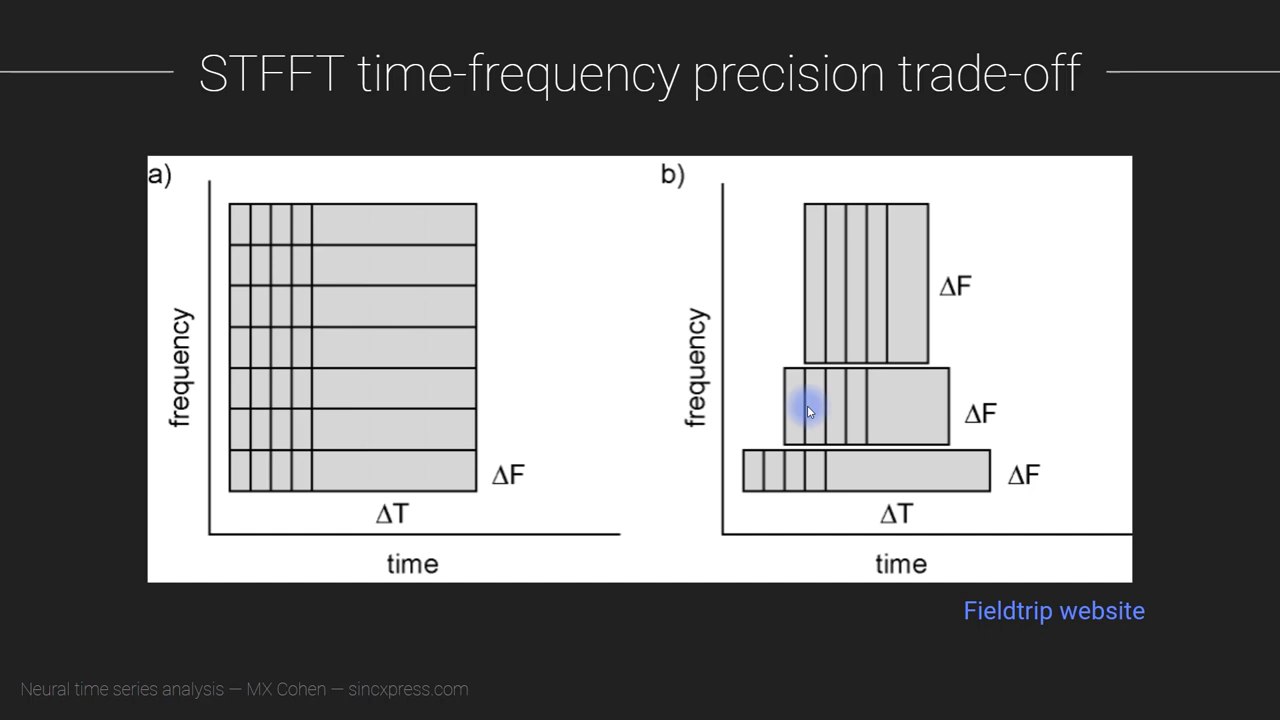 STFFT time-frequency precision trade-off
a)
frequency
ΔF
ΔT
time
b)
frequency
ΔF
ΔF
ΔF
ΔT
time
Fieldtrip website
Neural time series analysis — MX Cohen — sincxpress.com